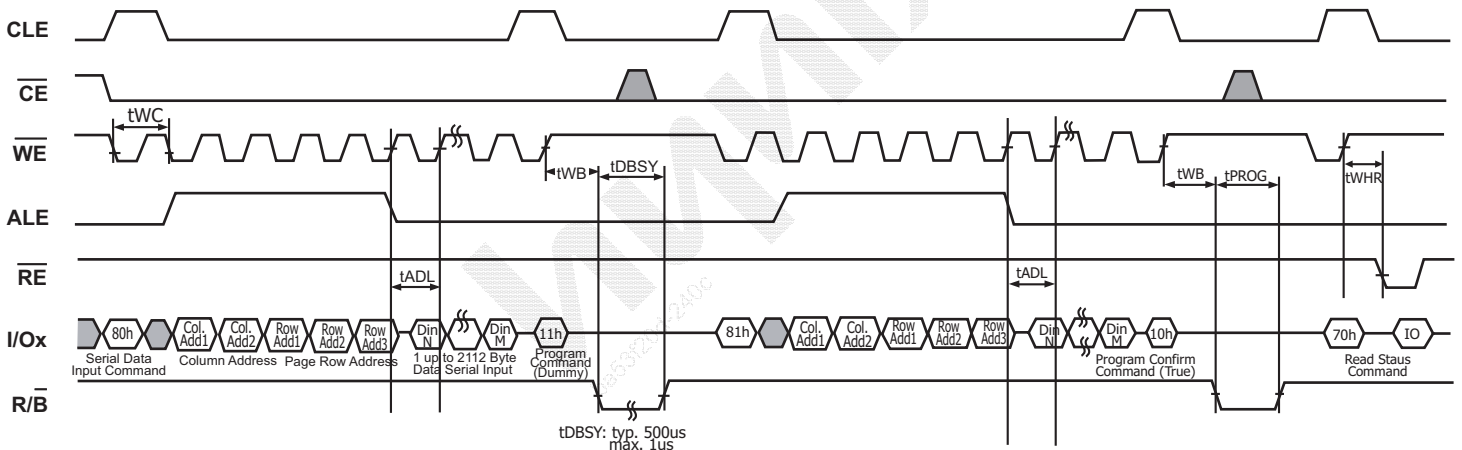 CLE
CE
tWC
WE
tWB
tDBSY
tWB
tPROG
tWHR
ALE
RE
tADL
tADL
I/Ox
80h
Col. Add1
Col. Add2
Row Add1
Row Add2
Row Add3
Din N
Din M
11h
81h
Col. Add1
Col. Add2
Row Add1
Row Add2
Row Add3
Din N
Din M
10h
70h
IO
Serial Data
Input Command
Column Address
Page Row Address
1 up to 2112 Byte
Data Serial Input
Program
Command
(Dummy)
Program Confirm
Command (True)
Read Staus
Command
R/B
tDBSY: typ. 500us
max. 1us